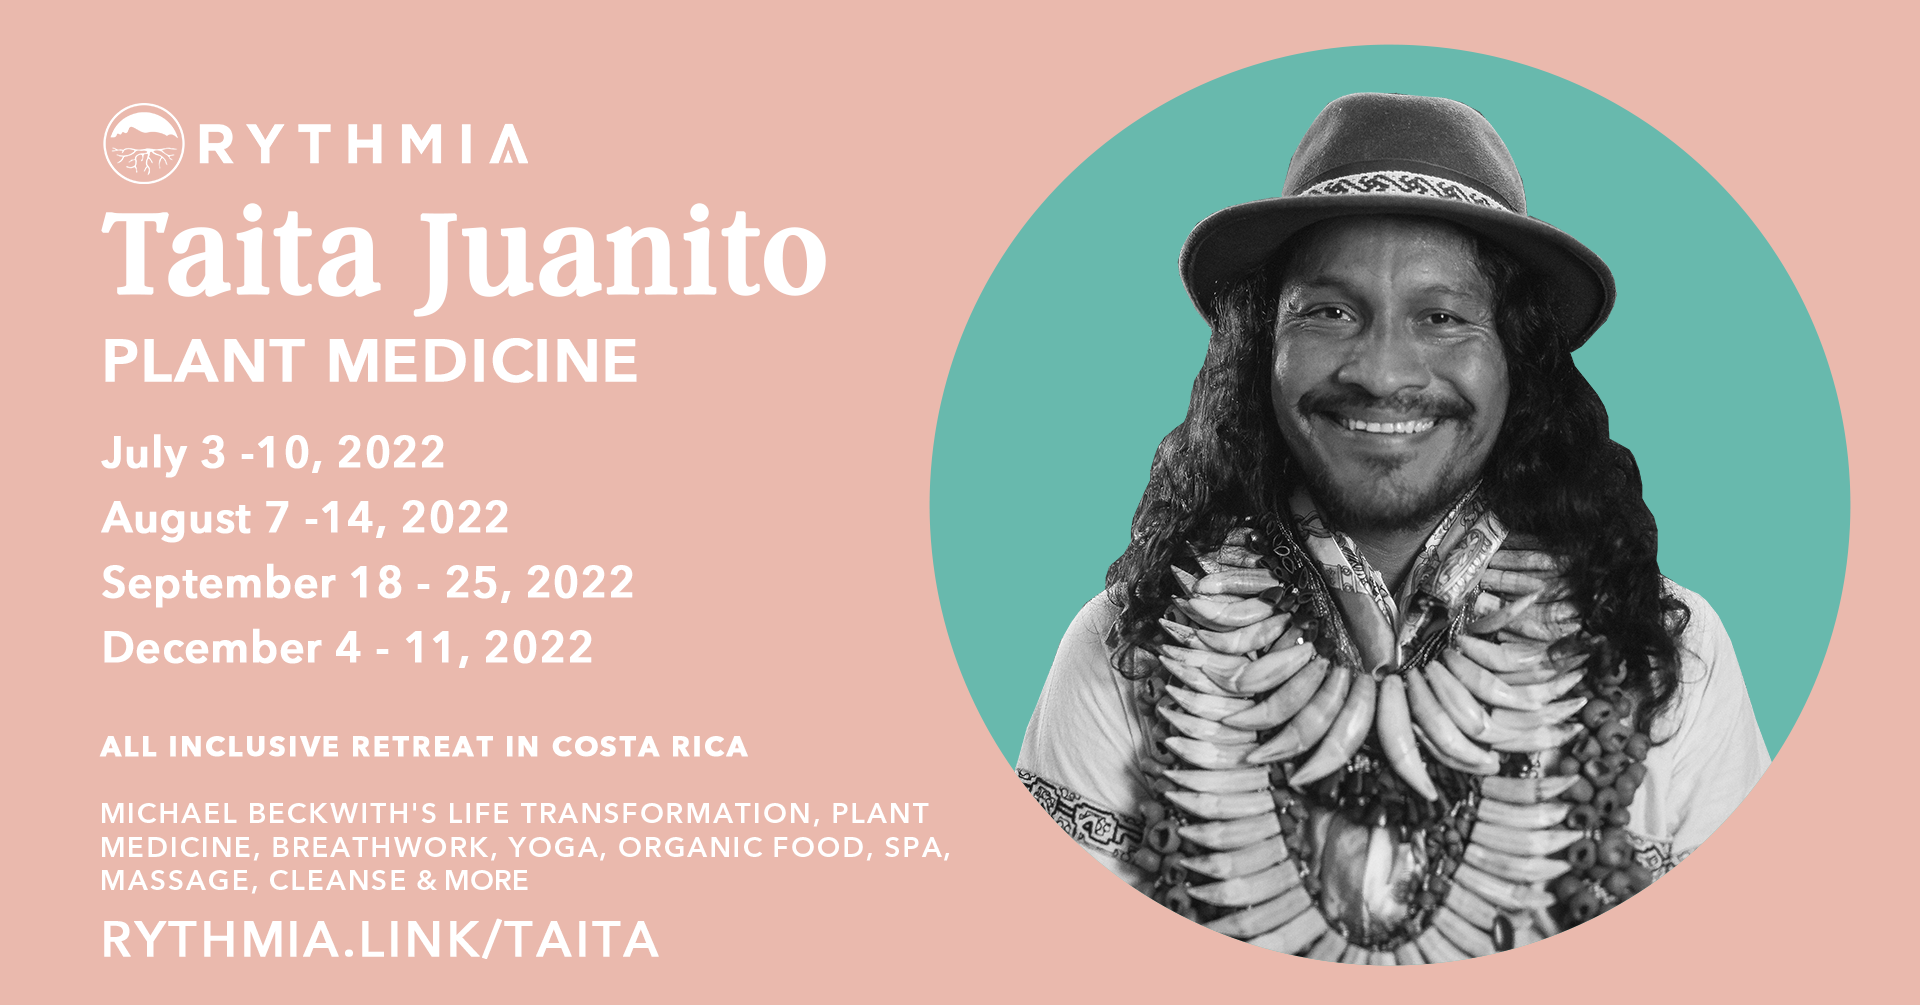 RYTHMIA
Taita Juanito
PLANT MEDICINE
July 3 -10, 2022
August 7 -14, 2022
September 18 - 25, 2022
December 4 - 11, 2022
ALL INCLUSIVE RETREAT IN COSTA RICA
MICHAEL BECKWITH'S LIFE TRANSFORMATION, PLANT
MEDICINE, BREATHWORK, YOGA, ORGANIC FOOD, SPA,
MASSAGE, CLEANSE & MORE
RYTHMIA.LINK/TAITA